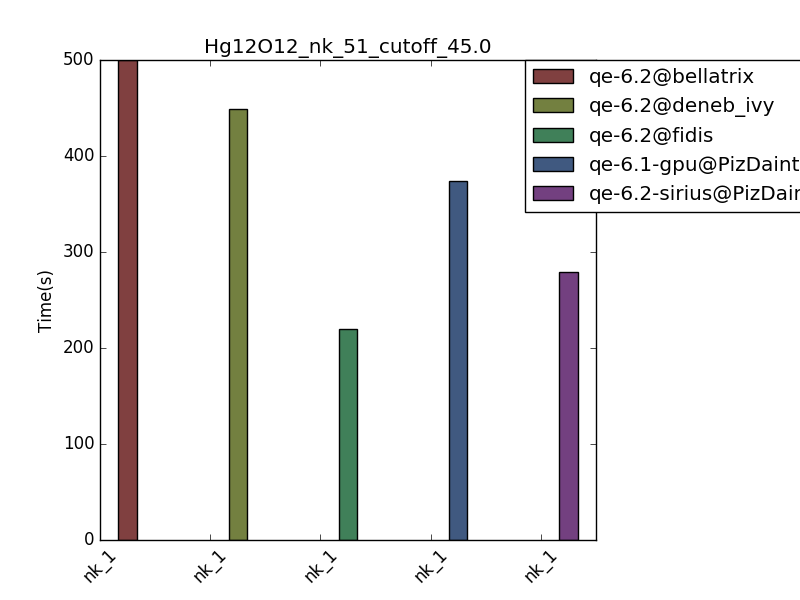 Hg12O12_nk_51_cutoff_45.0
500
400
300
200
100
0
Time(s)
nk_1
nk_1
nk_1
nk_1
nk_1
qe-6.2@bellatrix
qe-6.2@deneb_ivy
qe-6.2@fidis
qe-6.1-gpu@PizDaint
qe-6.2-sirius@PizDai